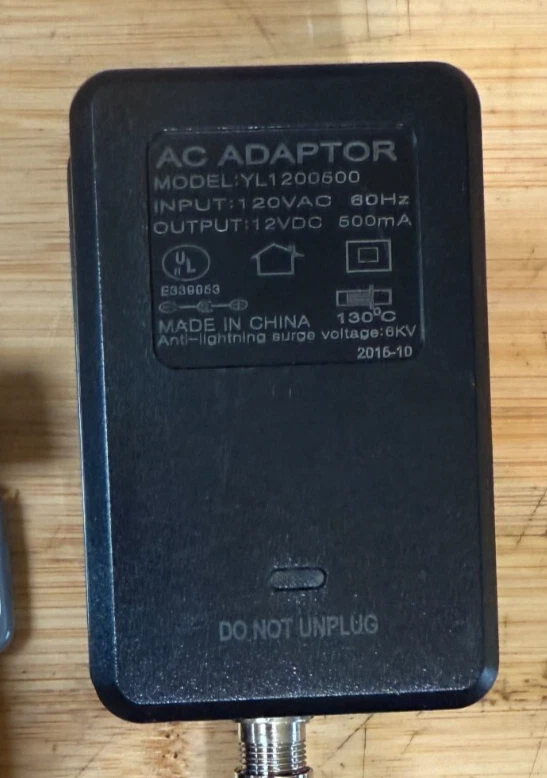 AC ADAPTOR
MODEL:YL1200500
INPUT:120VAC 60Hz
OUTPUT:12VDC 500mA
UL
E339053
130°C
MADE IN CHINA
Anti-lightning surge voltage:6KV
2015-10
DO NOT UNPLUG